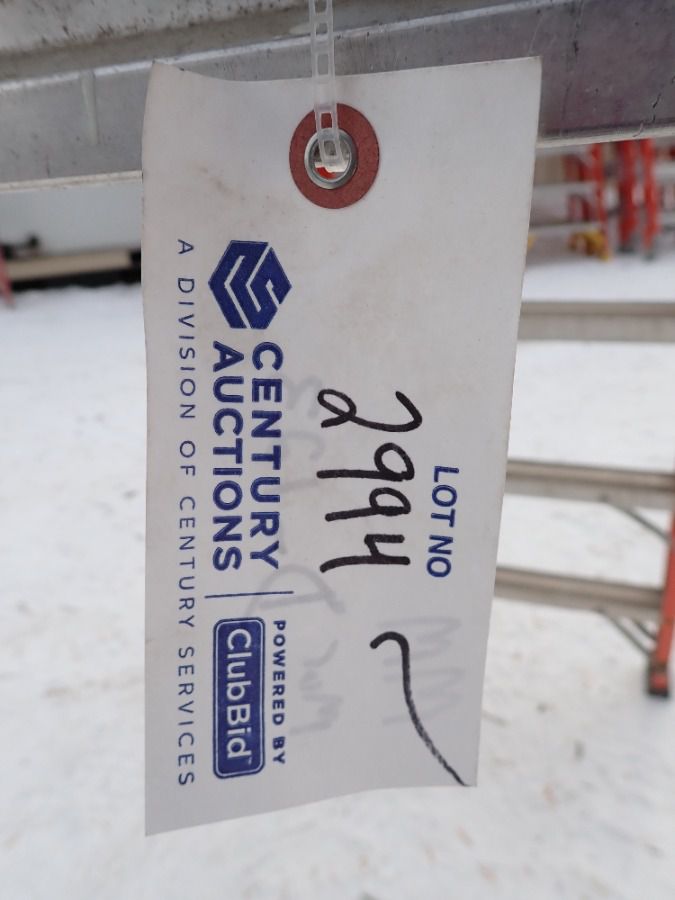 LOT NO
2994
CENTURY
AUCTIONS
POWERED BY
ClubBid
A DIVISION OF CENTURY SERVICES